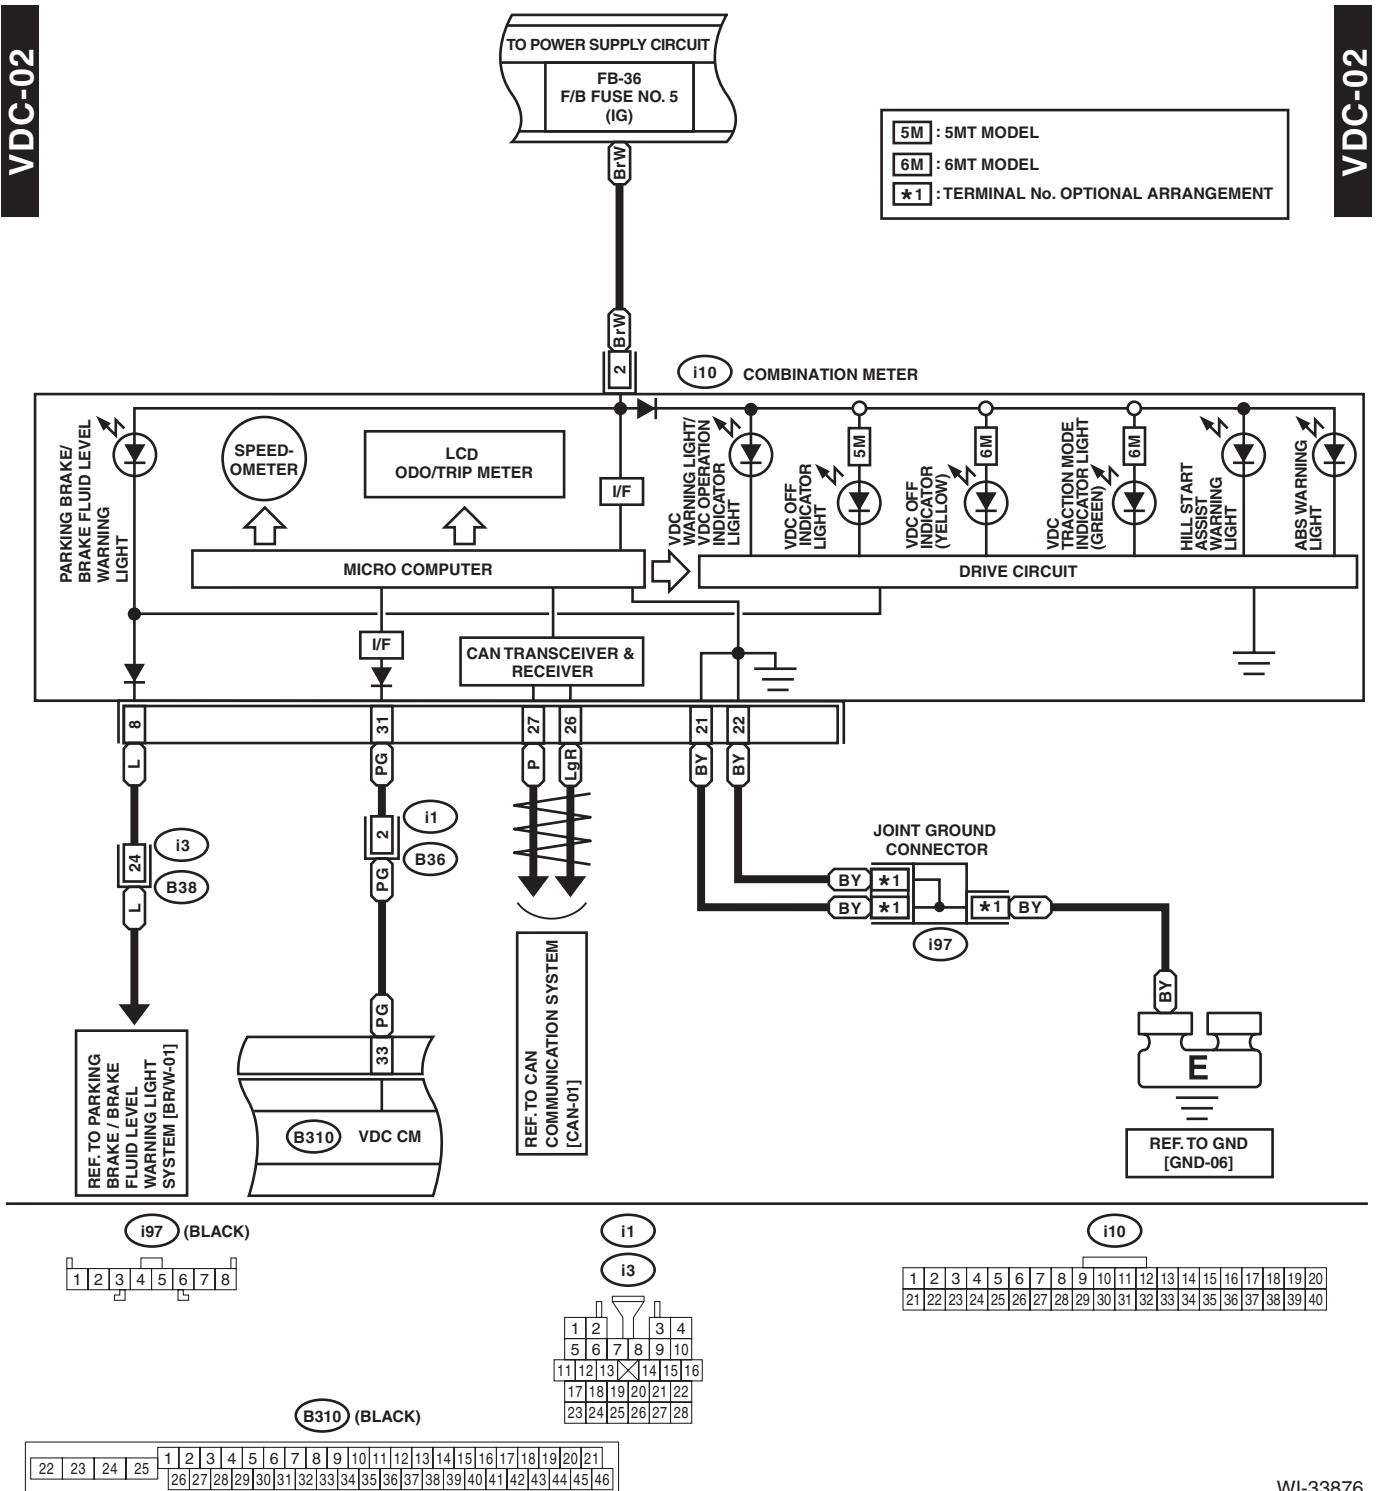 VDC-02
VDC-02
TO POWER SUPPLY CIRCUIT
FB-36
F/B FUSE NO. 5
(IG)
5M : 5MT MODEL
6M : 6MT MODEL
*1 : TERMINAL No. OPTIONAL ARRANGEMENT
BrW
BrW
2
i10 COMBINATION METER
PARKING BRAKE/
BRAKE FLUID LEVEL
WARNING
LIGHT
SPEED-
OMETER
LCD
ODO/TRIP METER
I/F
VDC
WARNING LIGHT/
VDC OPERATION
INDICATOR
LIGHT
5M
VDC OFF
INDICATOR
LIGHT
6M
VDC OFF
INDICATOR
(YELLOW)
6M
VDC
TRACTION MODE
INDICATOR LIGHT
(GREEN)
HILL START
ASSIST
WARNING
LIGHT
ABS WARNING
LIGHT
MICRO COMPUTER
DRIVE CIRCUIT
I/F
CAN TRANSCEIVER &
RECEIVER
8 31 27 26 21 22
L PG P LgR BY BY
2
i1
B36
24
i3
B38
L
PG
JOINT GROUND
CONNECTOR
BY *1
BY *1
*1 BY
i97
BY
E
REF. TO GND
[GND-06]
PG
33
B310 VDC CM
REF. TO PARKING
BRAKE / BRAKE
FLUID LEVEL
WARNING LIGHT
SYSTEM [BR/W-01]
REF. TO CAN
COMMUNICATION SYSTEM
[CAN-01]
i97 (BLACK)
1 2 3 4 5 6 7 8
i1
i3
1 2 3 4
5 6 7 8 9 10
11 12 13 14 15 16
17 18 19 20 21 22
23 24 25 26 27 28
i10
1 2 3 4 5 6 7 8 9 10 11 12 13 14 15 16 17 18 19 20
21 22 23 24 25 26 27 28 29 30 31 32 33 34 35 36 37 38 39 40
B310 (BLACK)
22 23 24 25
1 2 3 4 5 6 7 8 9 10 11 12 13 14 15 16 17 18 19 20 21
26 27 28 29 30 31 32 33 34 35 36 37 38 39 40 41 42 43 44 45 46
WI-33876